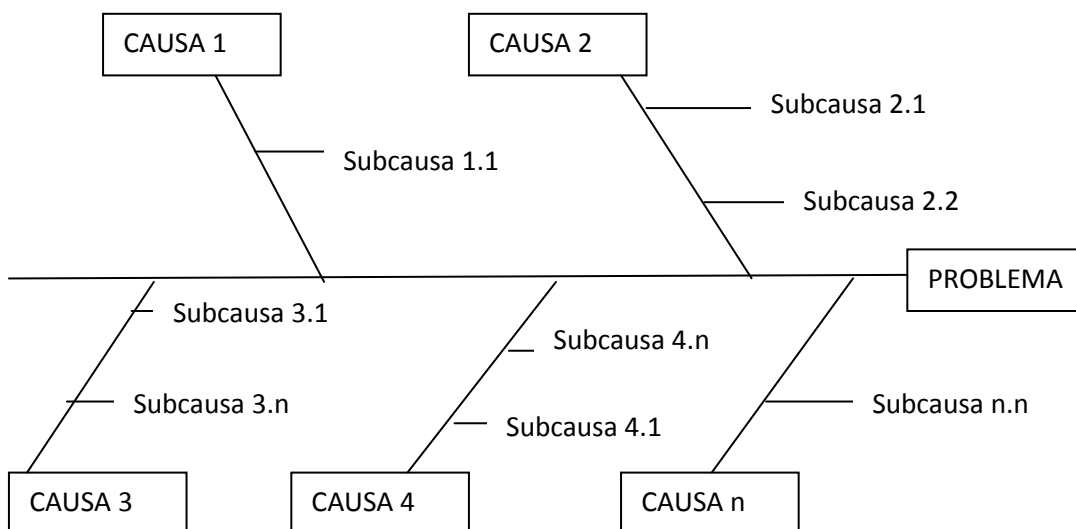 CAUSA 1
CAUSA 2
Subcausa 2.1
Subcausa 1.1
Subcausa 2.2
PROBLEMA
Subcausa 3.1
Subcausa 4.n
Subcausa 3.n
Subcausa n.n
Subcausa 4.1
CAUSA 3
CAUSA 4
CAUSA n